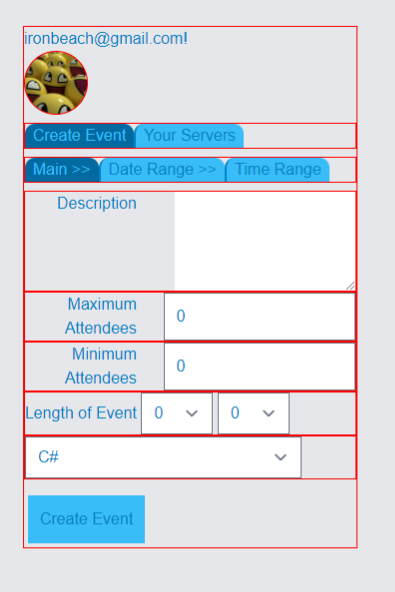 ironbeach@gmail.com!
Create Event Your Servers
Main >> Date Range >> Time Range
Description
Maximum
Attendees
0
Minimum
Attendees
0
Length of Event 0 0
C#
Create Event